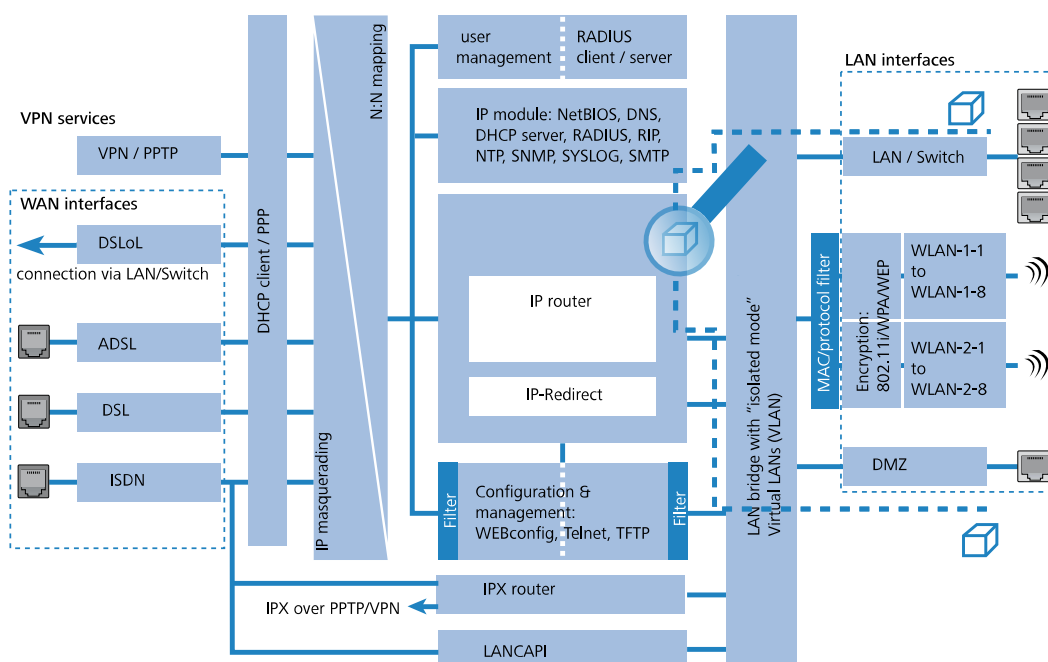 VPN services
VPN / PPTP
WAN interfaces
DSLoL
connection via LAN/Switch
ADSL
DSL
ISDN
DHCP client / PPP
IP masquerading
N:N mapping
user
management
RADIUS
client / server
IP module: NetBIOS, DNS,
DHCP server, RADIUS, RIP,
NTP, SNMP, SYSLOG, SMTP
IP router
IP-Redirect
Filter
Configuration &
management:
WEBconfig, Telnet, TFTP
Filter
IPX router
IPX over PPTP/VPN
LANCAPI
LAN bridge with “isolated mode”
Virtual LANs (VLAN)
LAN interfaces
LAN / Switch
MAC/protocol filter
Encryption:
802.11i/WPA/WEP
WLAN-1-1
to
WLAN-1-8
WLAN-2-1
to
WLAN-2-8
DMZ